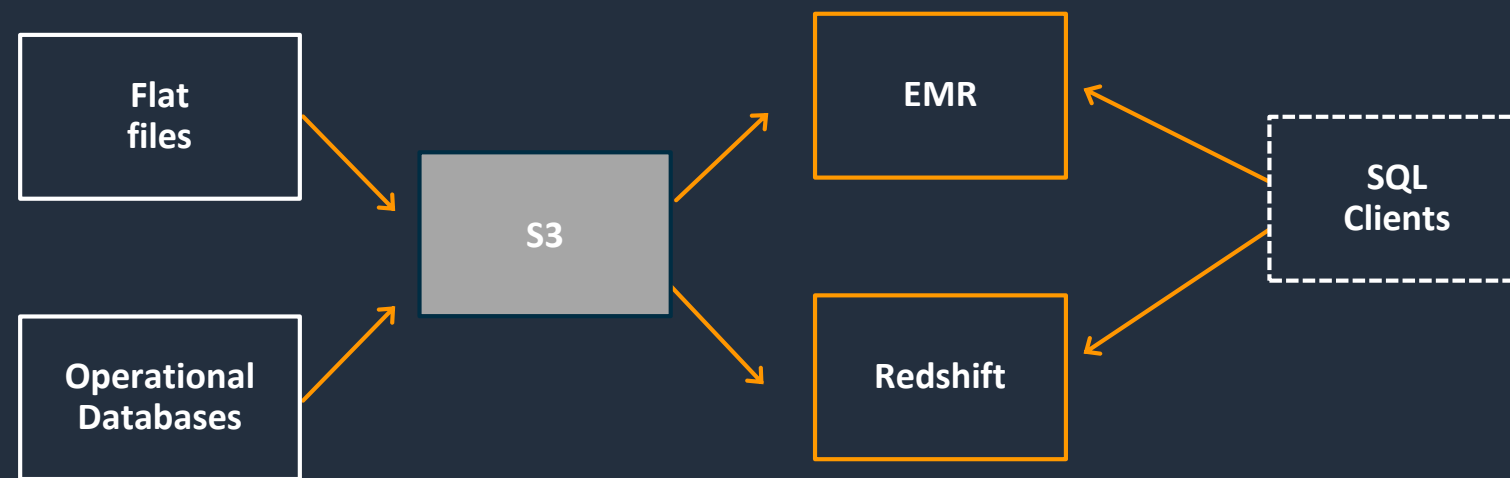 Flat
files
Operational
Databases
S3
EMR
Redshift
SQL
Clients